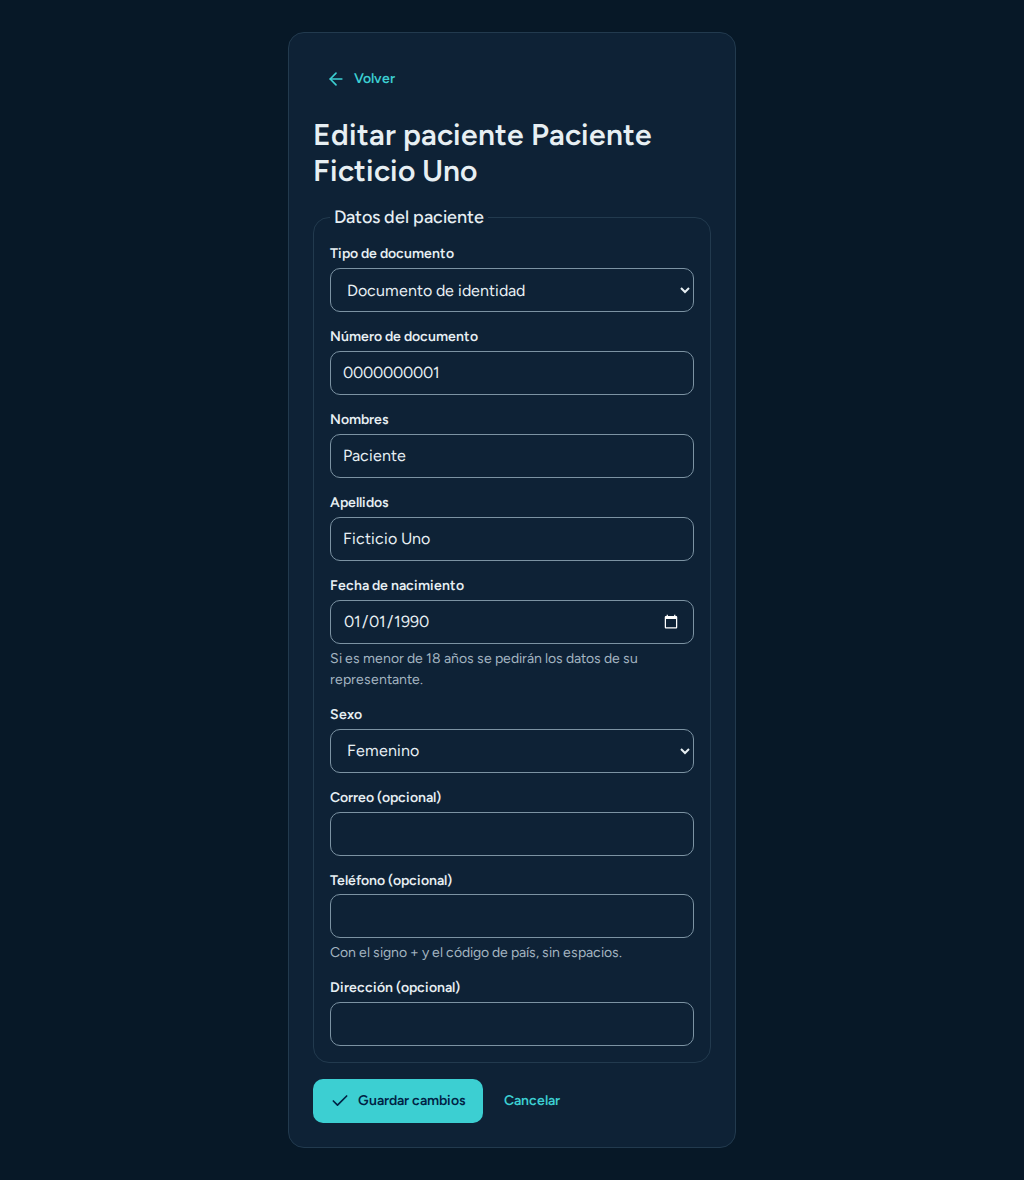 Volver
Editar paciente Paciente
Ficticio Uno
Datos del paciente
Tipo de documento
Documento de identidad
Número de documento
0000000001
Nombres
Paciente
Apellidos
Ficticio Uno
Fecha de nacimiento
01/01/1990
Si es menor de 18 años se pedirán los datos de su
representante.
Sexo
Femenino
Correo (opcional)
Teléfono (opcional)
Con el signo + y el código de país, sin espacios.
Dirección (opcional)
Guardar cambios
Cancelar